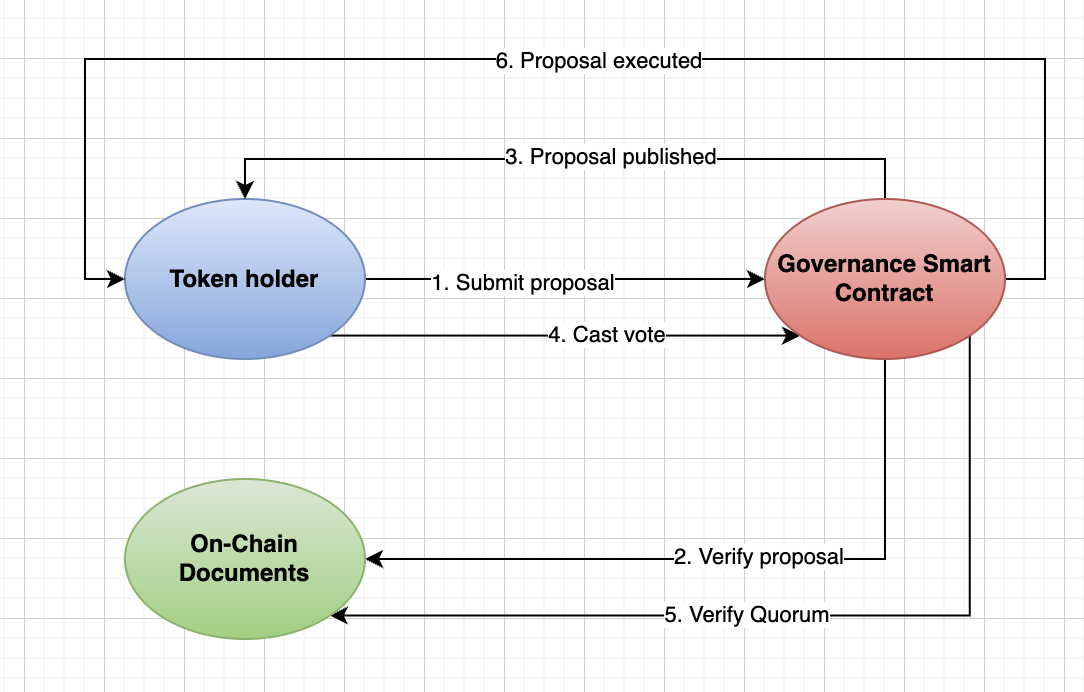 6. Proposal executed
3. Proposal published
Token holder
1. Submit proposal
Governance Smart
Contract
4. Cast vote
On-Chain
Documents
2. Verify proposal
5. Verify Quorum